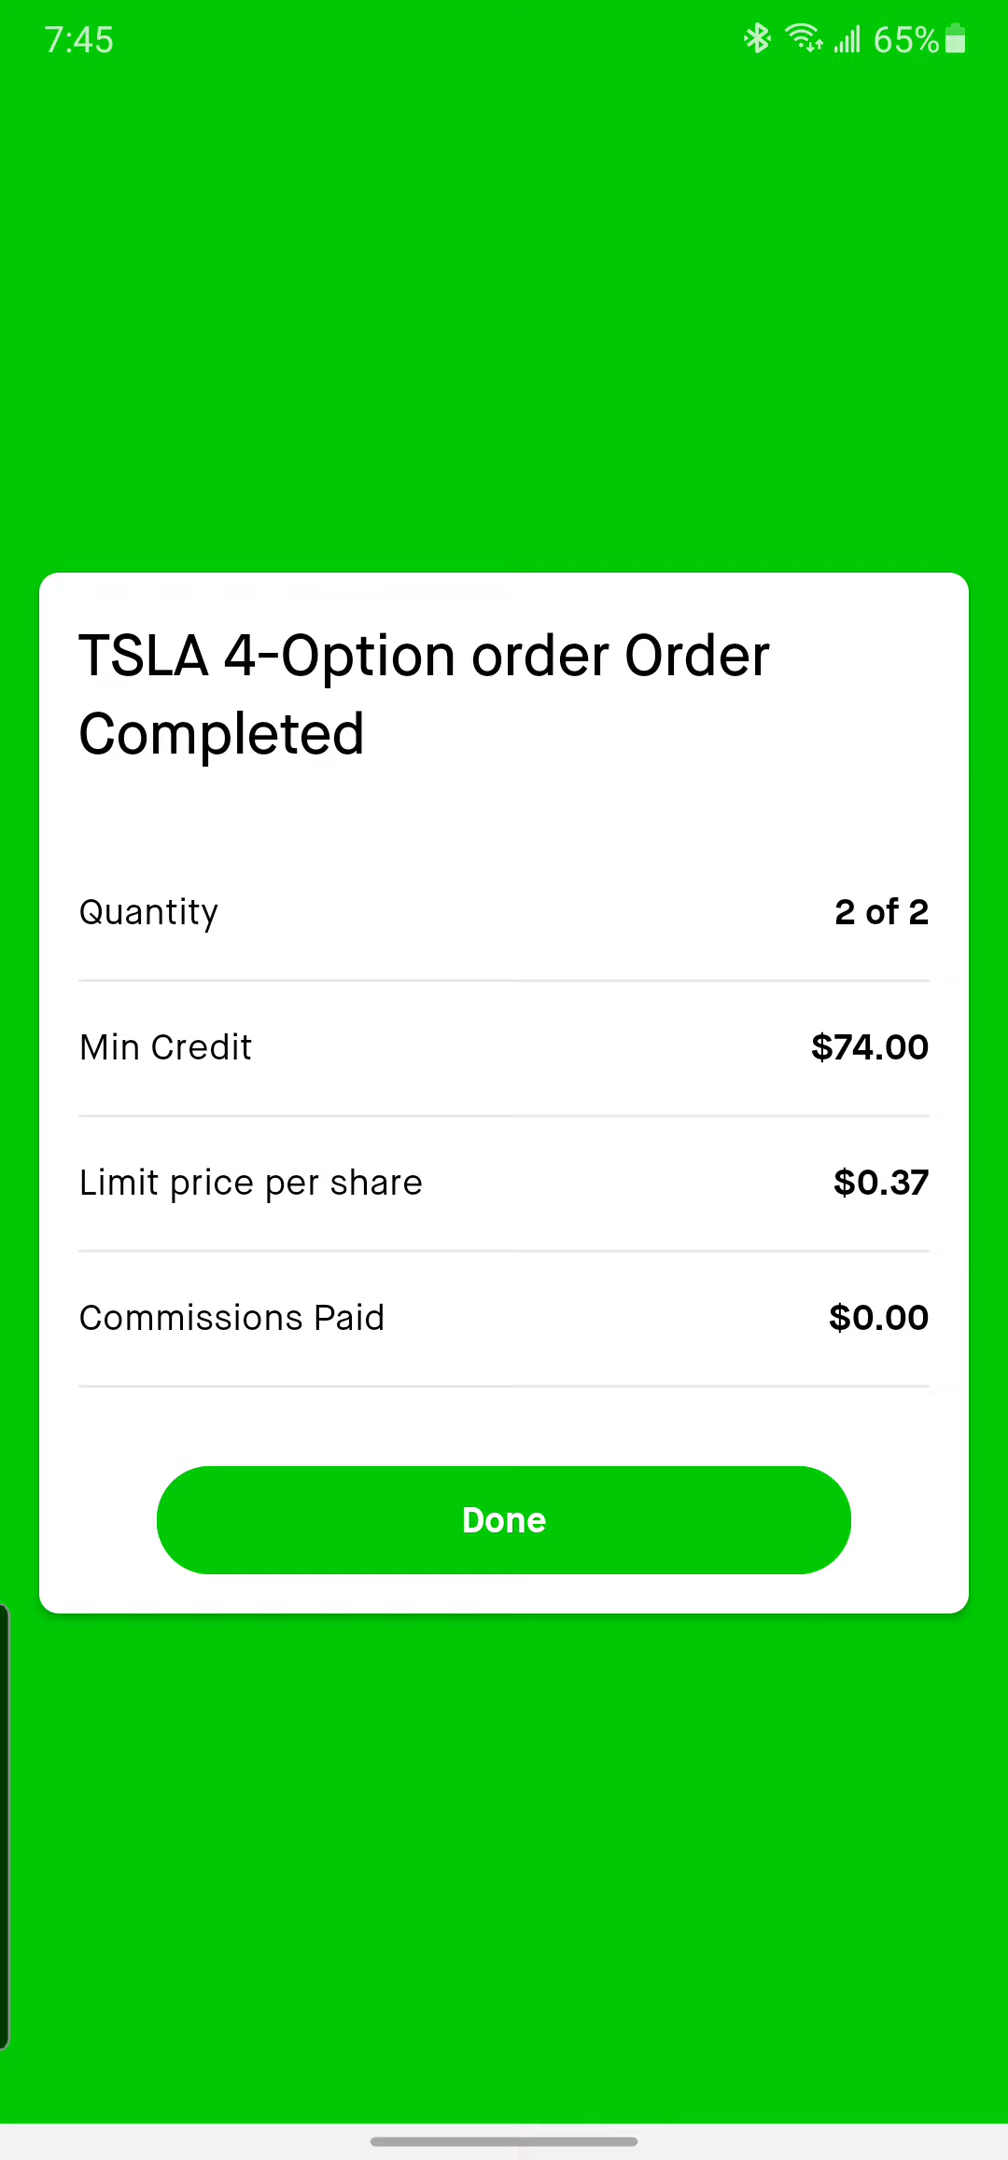 7:45
65%
TSLA 4-Option order Order
Completed
Quantity
2 of 2
Min Credit
$74.00
Limit price per share
$0.37
Commissions Paid
$0.00
Done